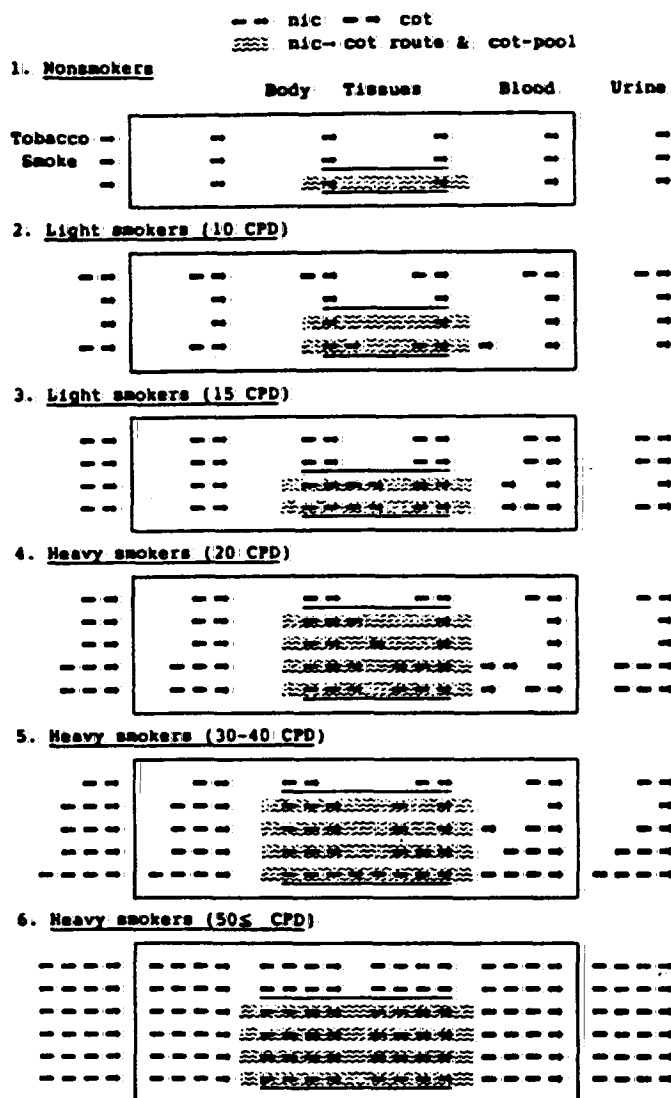 nic cot
nic→cot route & cot-pool
1. Nonsmokers
Body Tissues Blood Urine
Tobacco
Smoke
2. Light smokers (10 CPD)
3. Light smokers (15 CPD)
4. Heavy smokers (20 CPD)
5. Heavy smokers (30-40 CPD)
6. Heavy smokers (50≤ CPD)